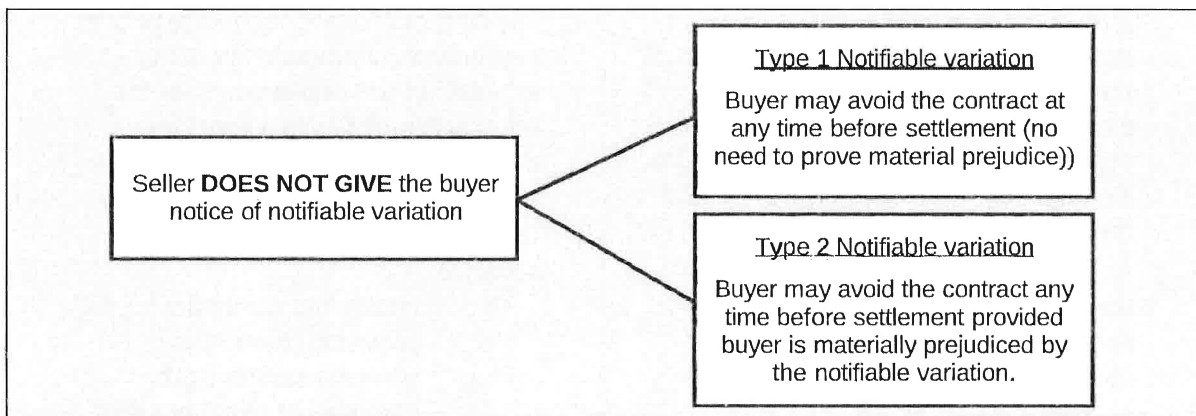 Type 1 Notifiable variation
Buyer may avoid the contract at
any time before settlement (no
need to prove material prejudice))
Seller DOES NOT GIVE the buyer
notice of notifiable variation
Type 2 Notifiable variation
Buyer may avoid the contract any
time before settlement provided
buyer is materially prejudiced by
the notifiable variation.